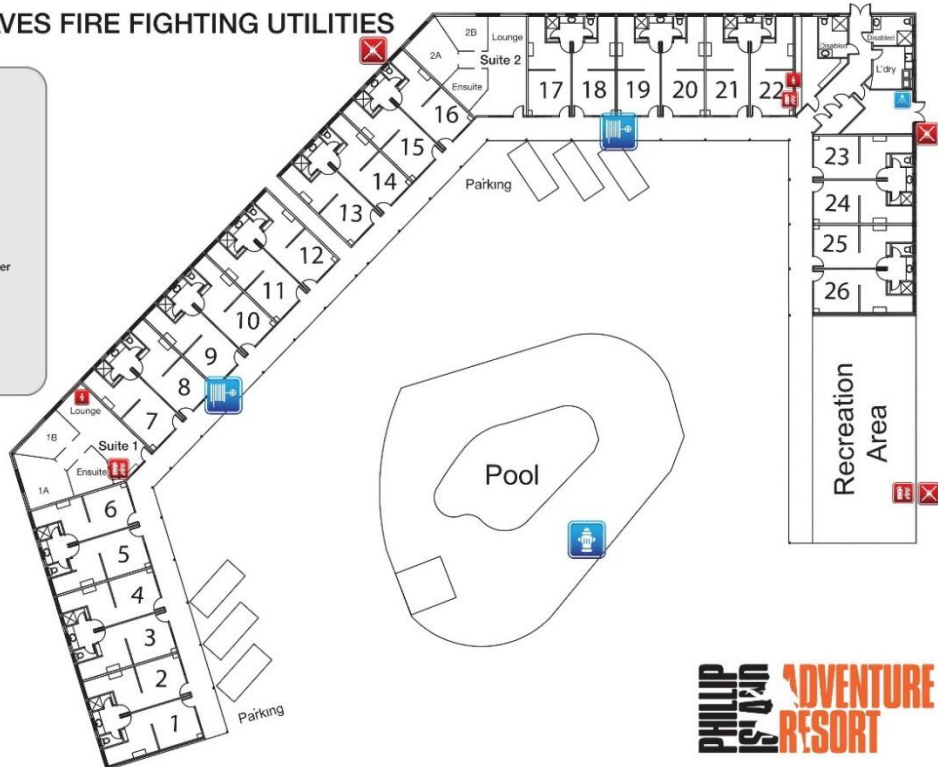 AVES FIRE FIGHTING UTILITIES
er
2B
Lounge
2A
Suite 2
Ensuite
17
18
19
20
21
22
Disabled
Disabled
L'dry
16
15
14
13
12
11
10
9
8
7
Parking
23
24
25
26
Lounge
1B
Suite 1
Ensuite
1A
6
5
4
3
2
1
Parking
Pool
Recreation
Area
PHILLIP
ISLAND
ADVENTURE
RESORT